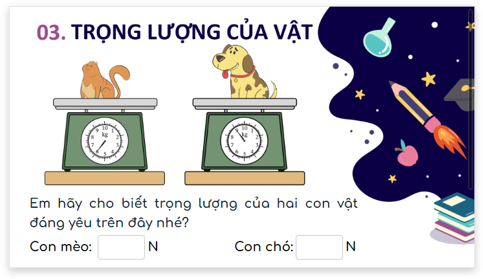 03. TRỌNG LƯỢNG CỦA VẬT
kg
kg
Em hãy cho biết trọng lượng của hai con vật
đáng yêu trên đây nhé?
Con mèo: N
Con chó: N